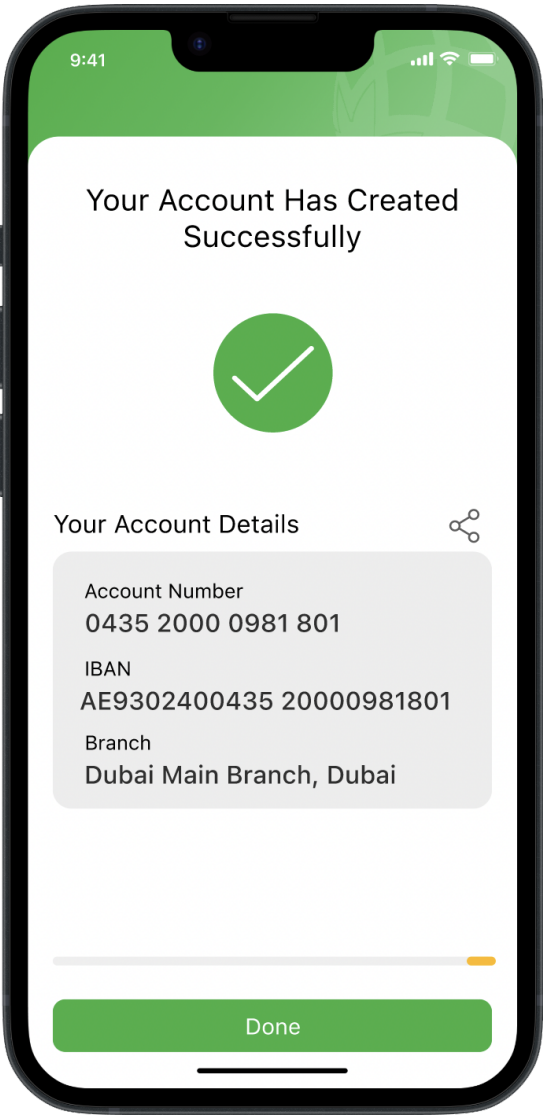 9:41
Your Account Has Created
Successfully
Your Account Details
Account Number
0435 2000 0981 801
IBAN
AE9302400435 20000981801
Branch
Dubai Main Branch, Dubai
Done